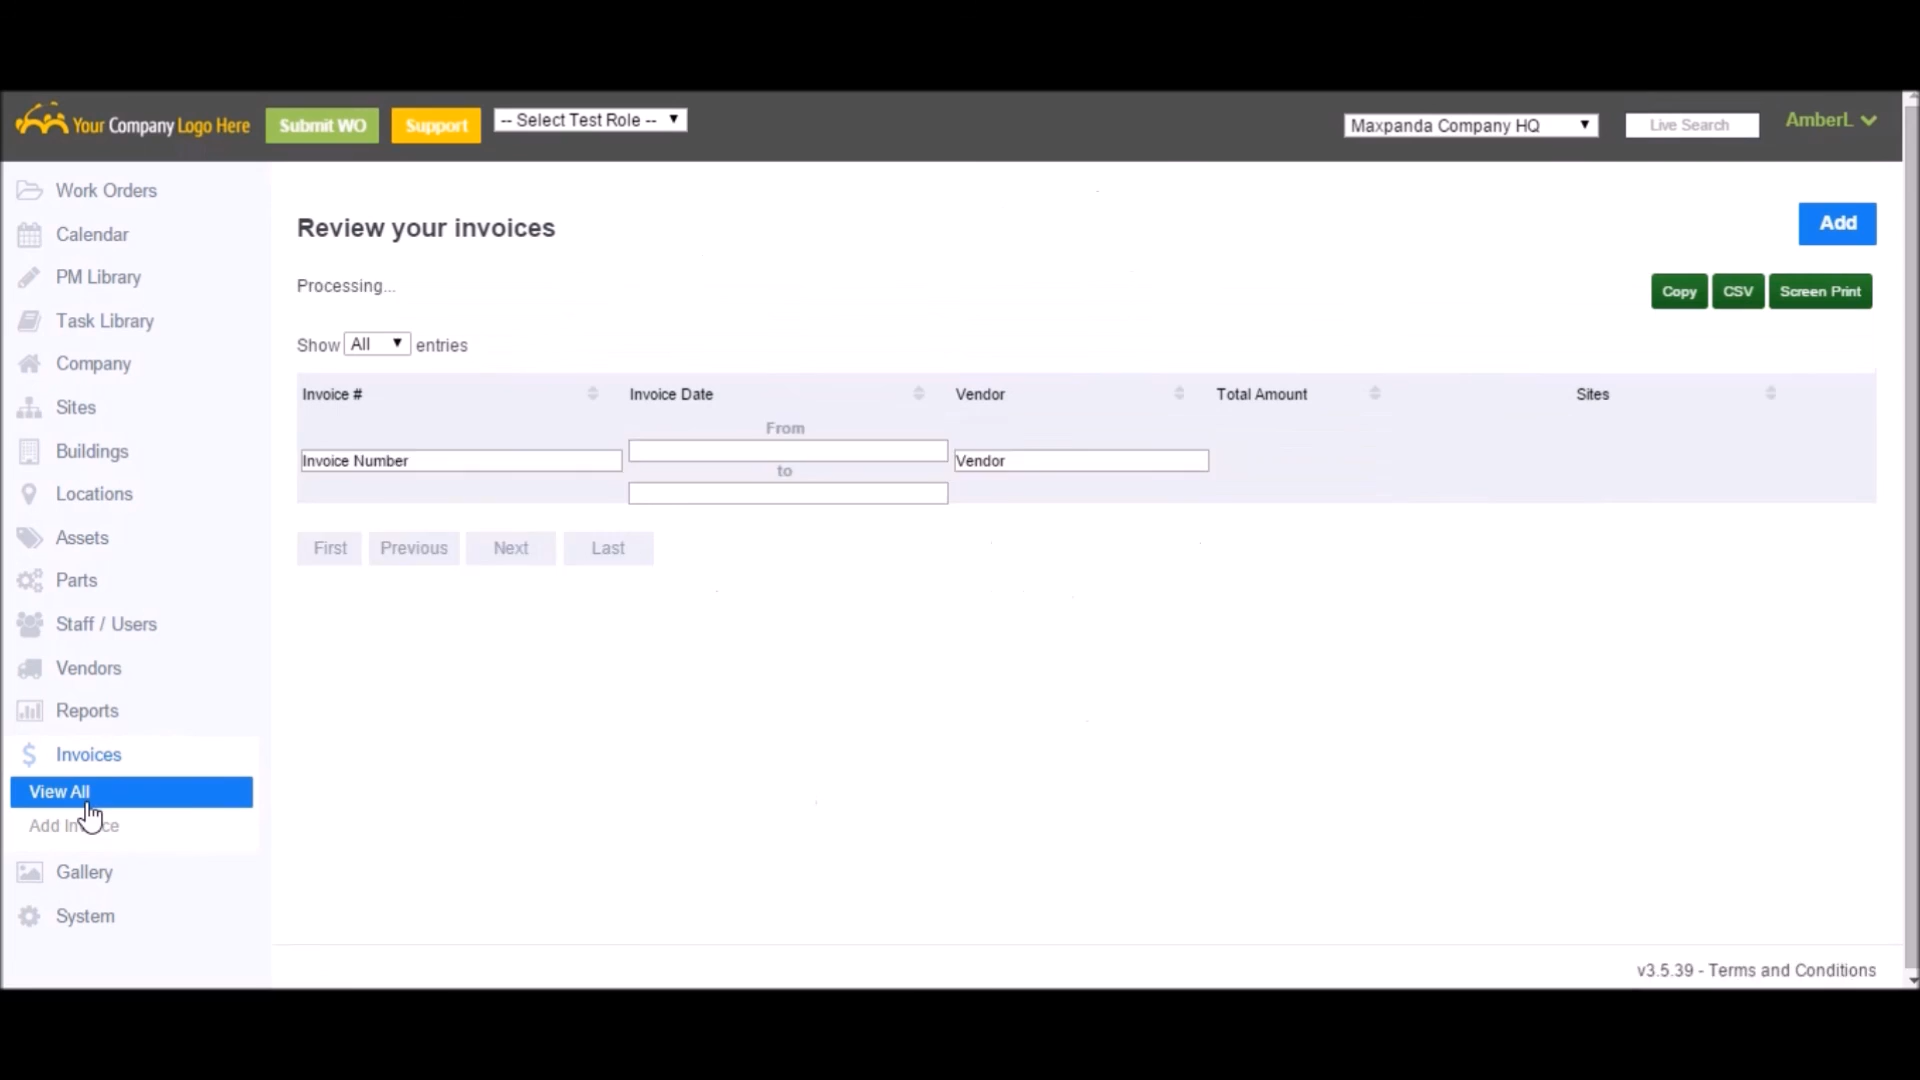 Your Company Logo Here
Submit WO
Support
-- Select Test Role --
Maxpanda Company HQ
Live Search
AmberL
Work Orders
Calendar
PM Library
Task Library
Company
Sites
Buildings
Locations
Assets
Parts
Staff / Users
Vendors
Reports
Invoices
View All
Add
Gallery
System
Review your invoices
Add
Processing...
Copy
CSV
Screen Print
Show All entries
Invoice #
Invoice Date
Vendor
Total Amount
Sites
From
Invoice Number
Vendor
to
First
Previous
Next
Last
v3.5.39 - Terms and Conditions